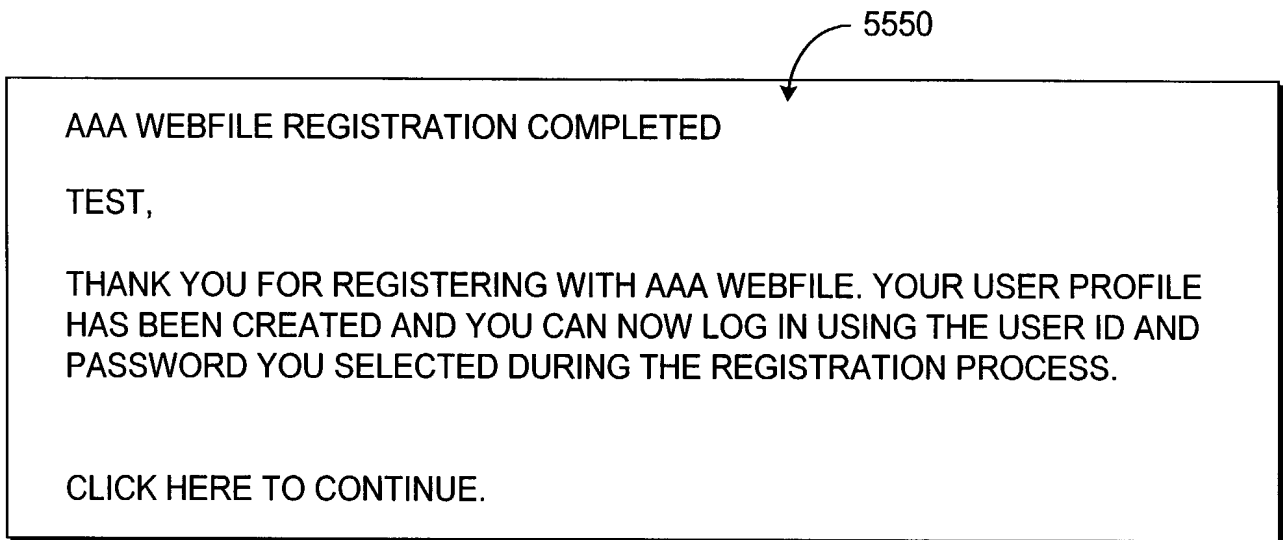 5550
AAA WEBFILE REGISTRATION COMPLETED
TEST,
THANK YOU FOR REGISTERING WITH AAA WEBFILE. YOUR USER PROFILE
HAS BEEN CREATED AND YOU CAN NOW LOG IN USING THE USER ID AND
PASSWORD YOU SELECTED DURING THE REGISTRATION PROCESS.
CLICK HERE TO CONTINUE.